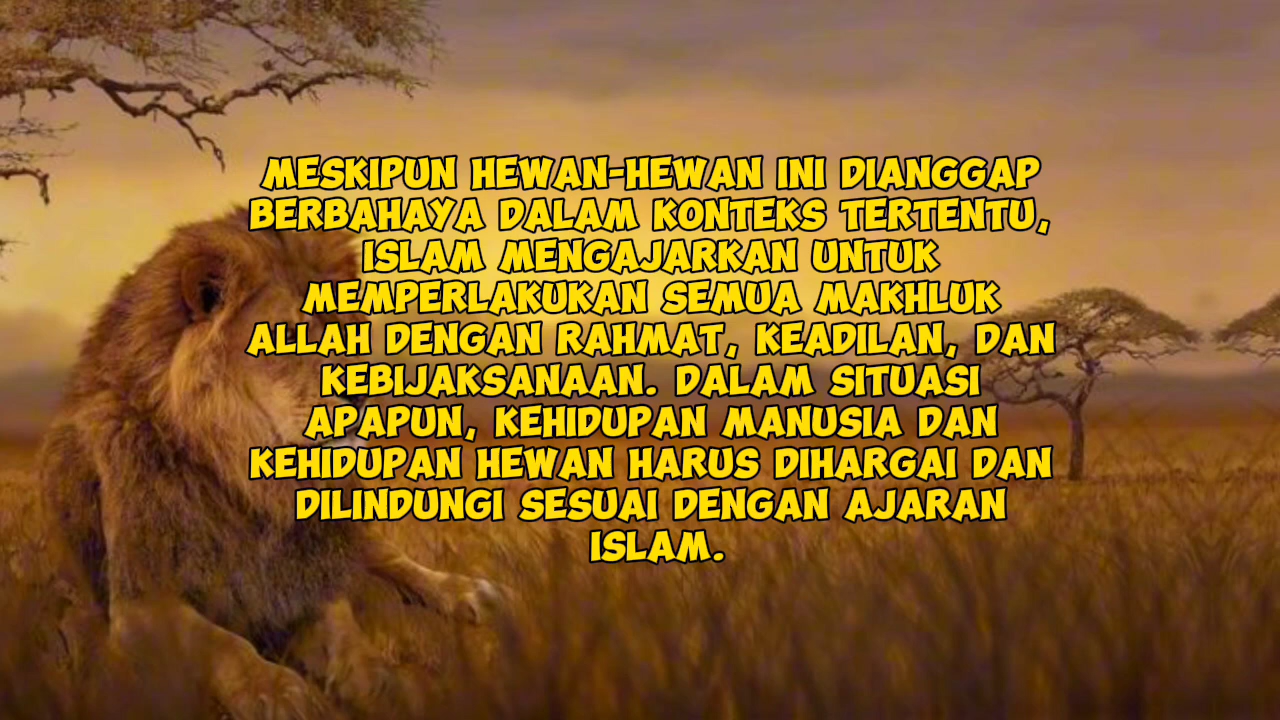 MESKIPUN HEWAN-HEWAN INI DIANGGAP
BERBAHAYA DALAM KONTEKS TERTENTU,
ISLAM MENGAJARKAN UNTUK
MEMPERLAKUKAN SEMUA MAKHLUK
ALLAH DENGAN RAHMAT, KEADILAN, DAN
KEBIJAKSANAAN. DALAM SITUASI
APAPUN, KEHIDUPAN MANUSIA DAN
KEHIDUPAN HEWAN HARUS DIHARGAI DAN
DILINDUNGI SESUAI DENGAN AJARAN
ISLAM.